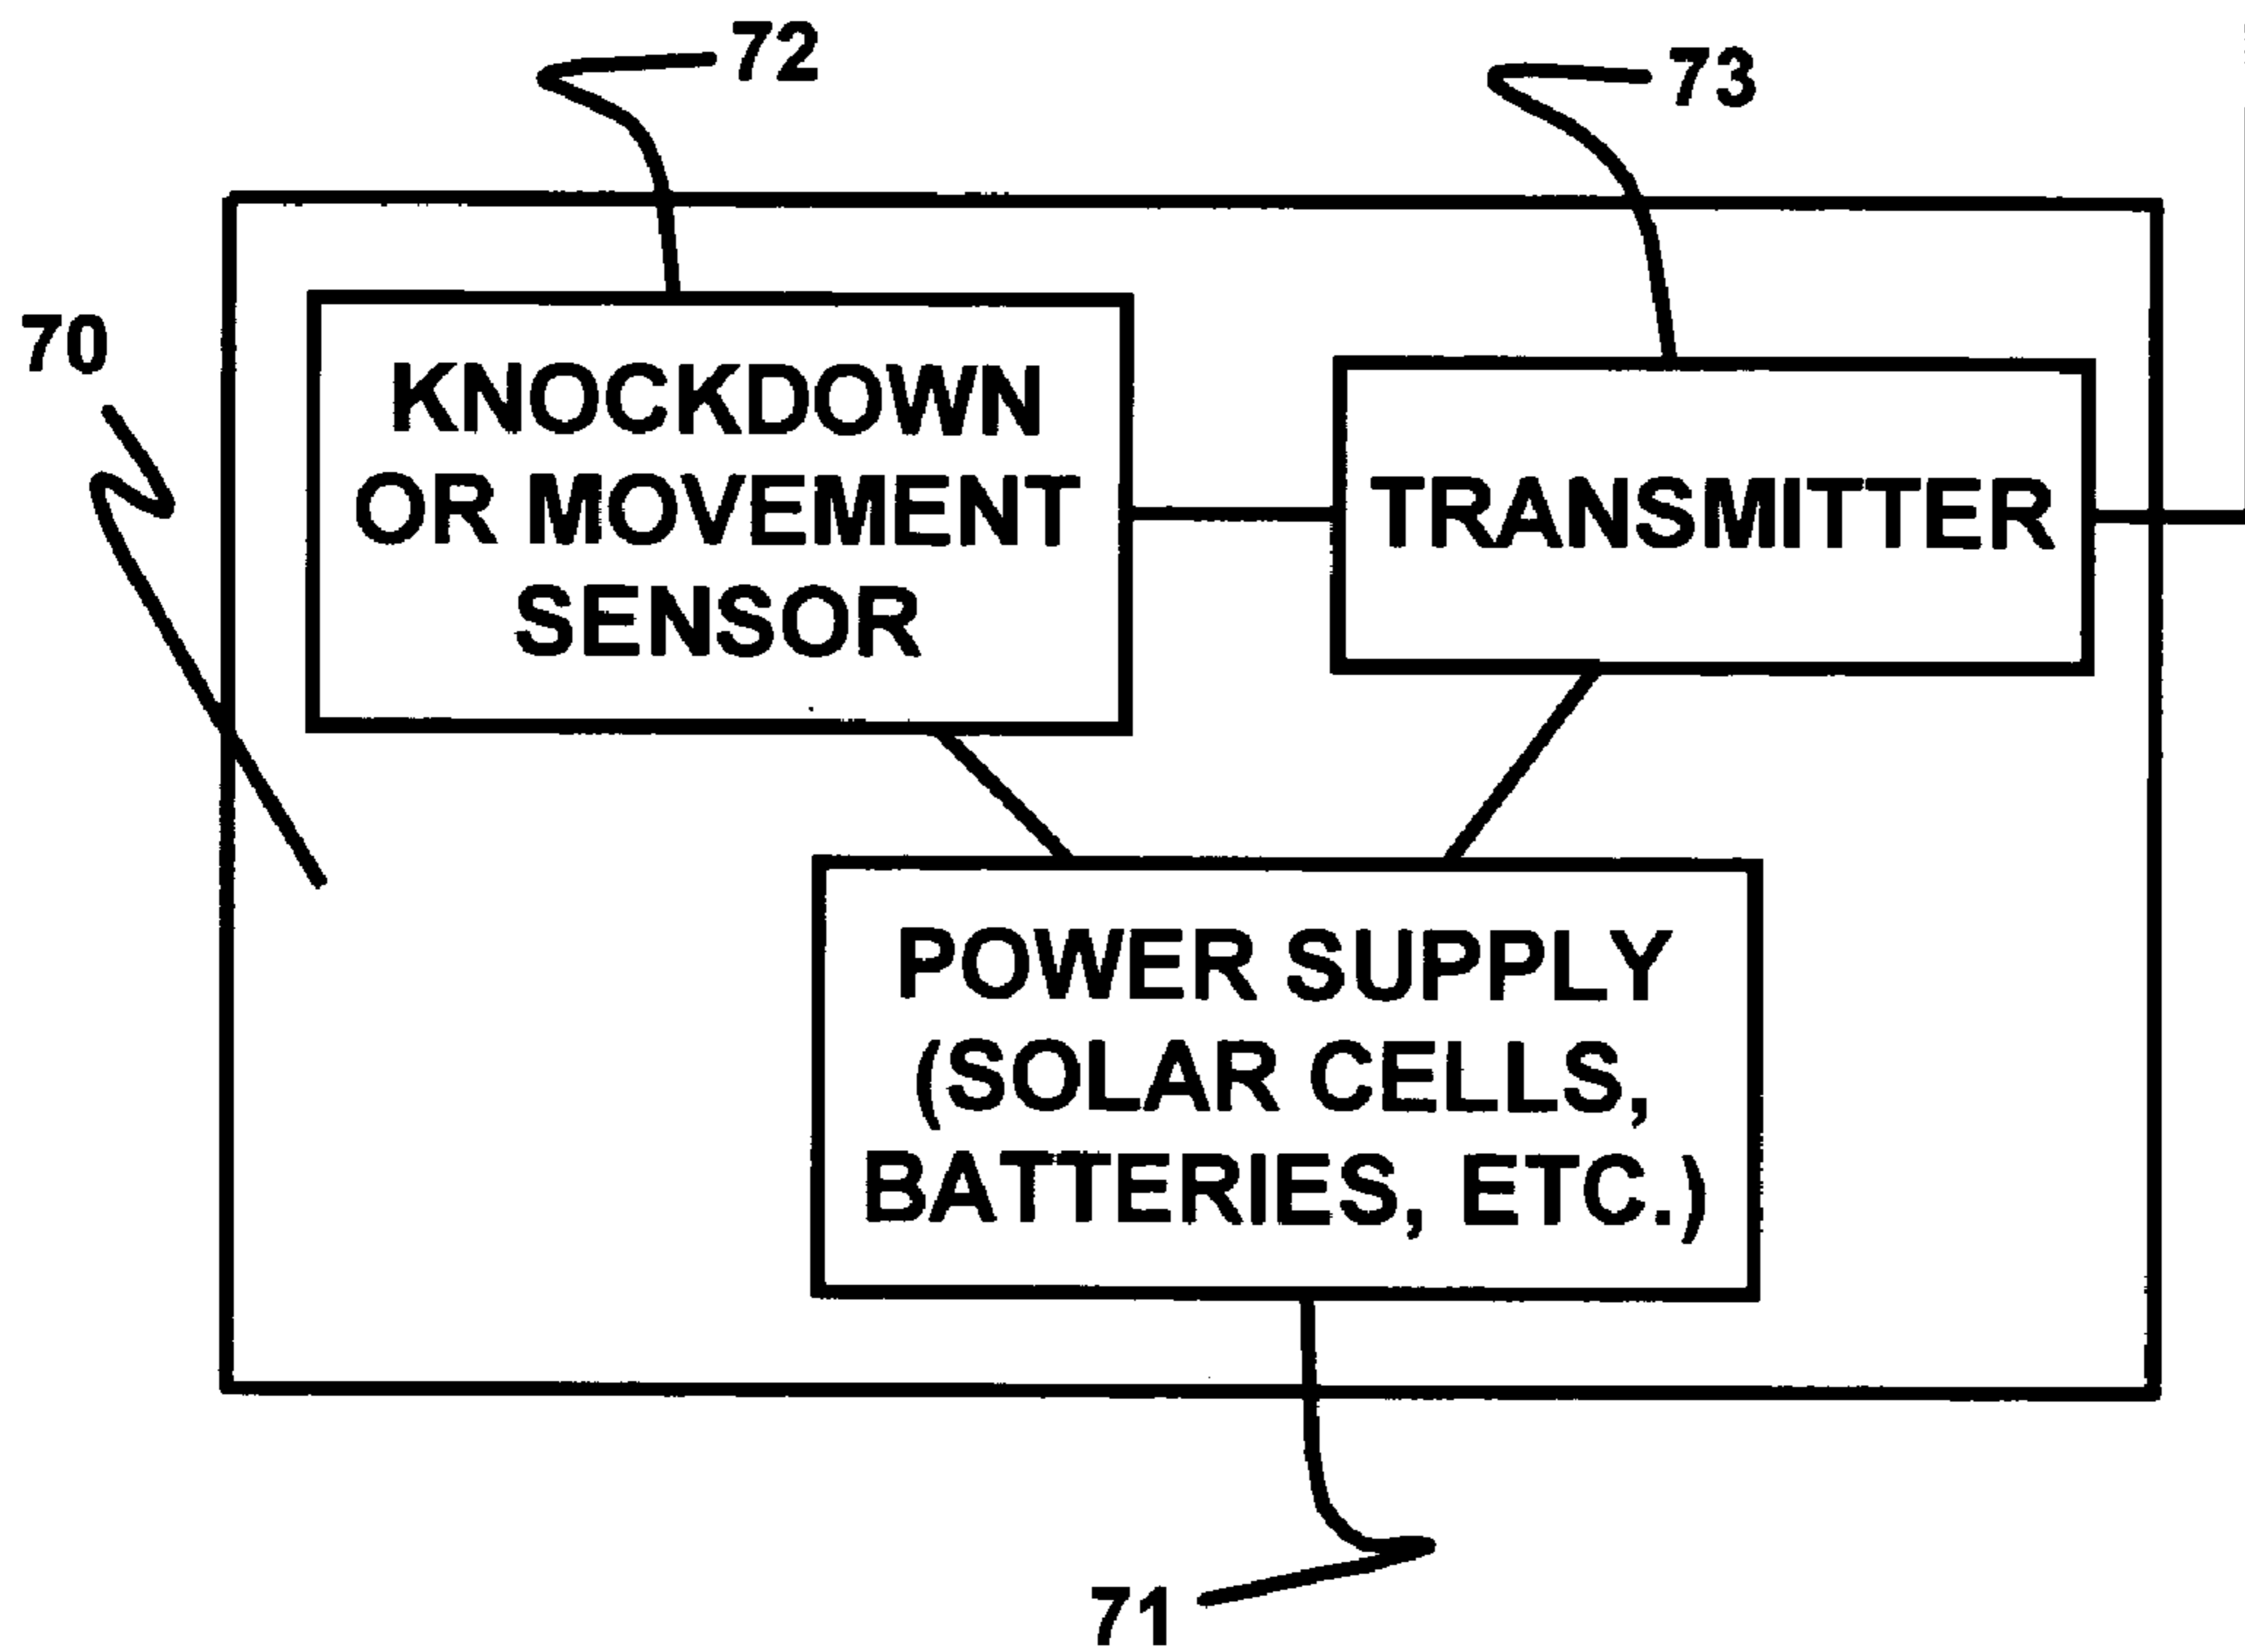 72
73
70
KNOCKDOWN
OR MOVEMENT
SENSOR
TRANSMITTER
POWER SUPPLY
(SOLAR CELLS,
BATTERIES, ETC.)
71